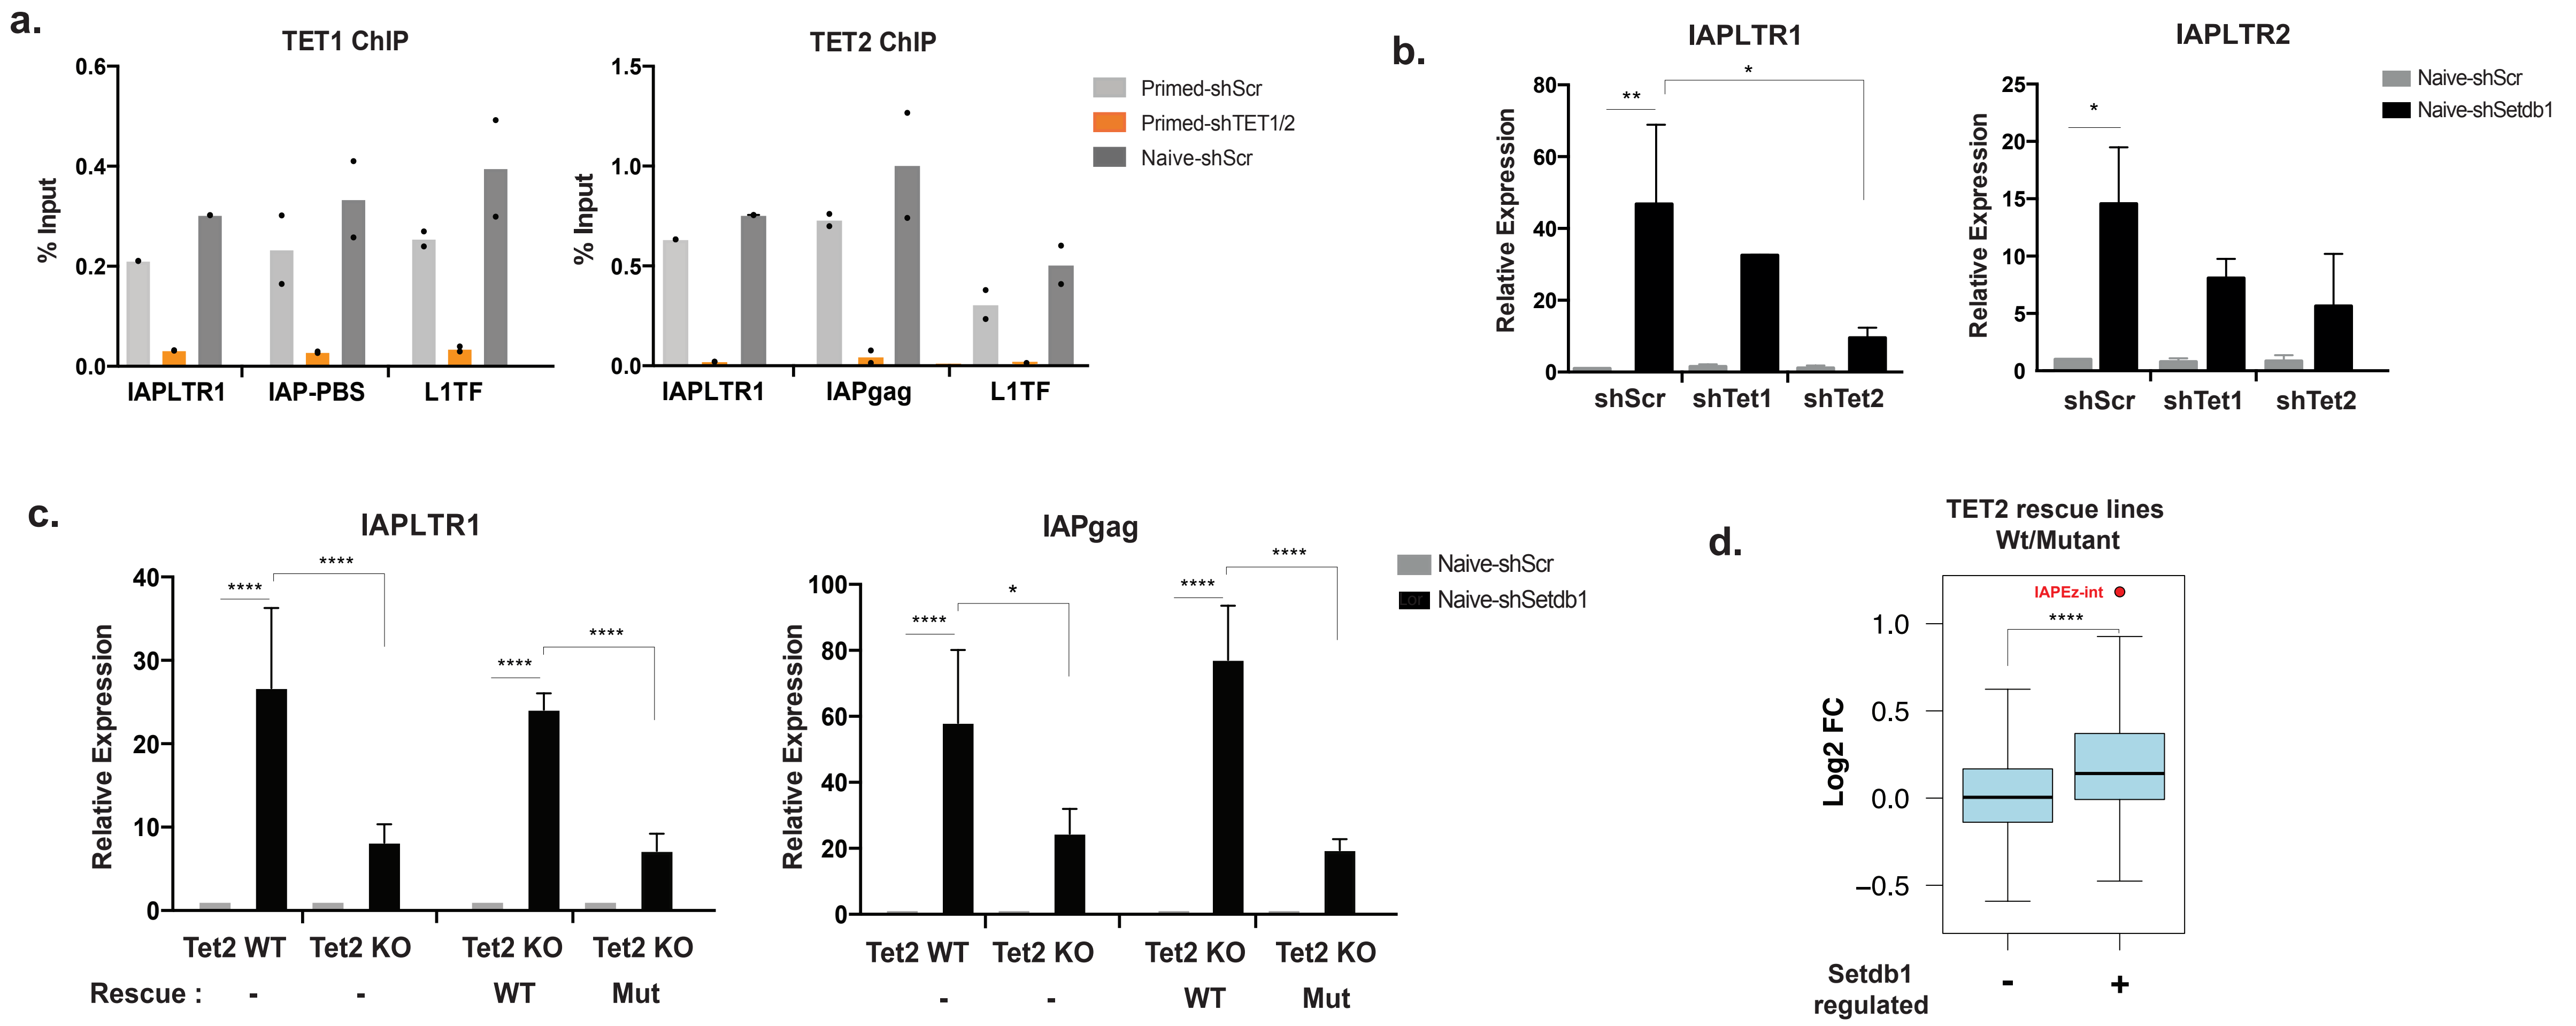 a.
TET1 ChIP
% Input
0.6
0.4
0.2
0.0
IAPLTR1 IAP-PBS L1TF
TET2 ChIP
% Input
1.5
1.0
0.5
0.0
IAPLTR1 IAPgag L1TF
Primed-shScr
Primed-shTET1/2
Naive-shScr
b.
IAPLTR1
Relative Expression
80
60
40
20
0
**
*
shScr shTet1 shTet2
IAPLTR2
Relative Expression
25
20
15
10
5
0
*
shScr shTet1 shTet2
Naive-shScr
Naive-shSetdb1
c.
IAPLTR1
Relative Expression
40
30
20
10
0
****
****
****
****
Tet2 WT Tet2 KO Tet2 KO Tet2 KO
Rescue : - - WT Mut
IAPgag
Relative Expression
100
80
60
40
20
0
****
*
****
****
Tet2 WT Tet2 KO Tet2 KO Tet2 KO
- - WT Mut
Naive-shScr
Lor
Naive-shSetdb1
d.
TET2 rescue lines
Wt/Mutant
IAPEz-int
****
Log2 FC
1.0
0.5
0.0
−0.5
Setdb1
regulated
- +